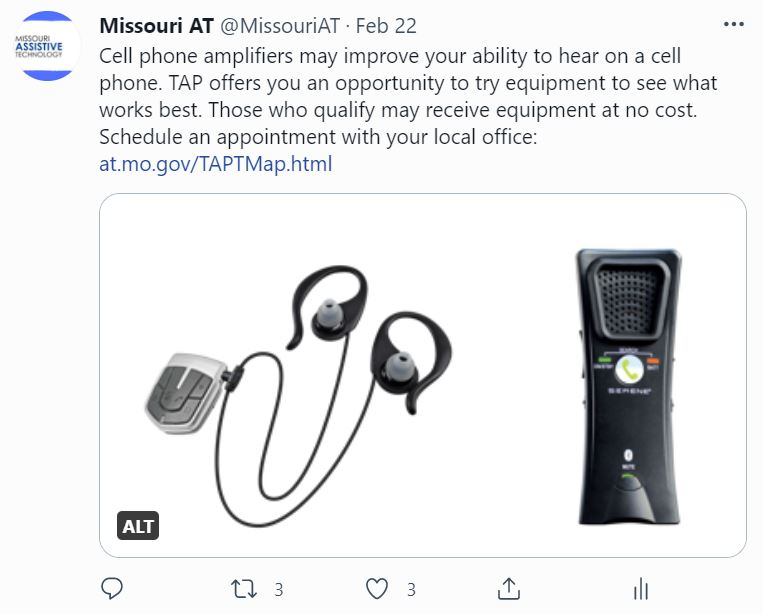 MISSOURI
ASSISTIVE
TECHNOLOGY
Missouri AT @MissouriAT · Feb 22
Cell phone amplifiers may improve your ability to hear on a cell
phone. TAP offers you an opportunity to try equipment to see what
works best. Those who qualify may receive equipment at no cost.
Schedule an appointment with your local office:
at.mo.gov/TAPTMap.html
SEARCH
BATT
SERENE
MUTE
ALT
3 3